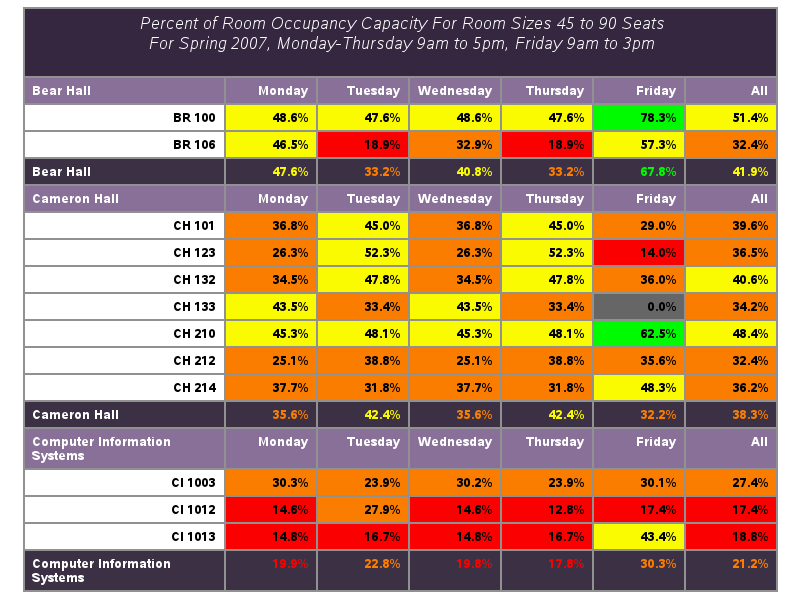 Percent of Room Occupancy Capacity For Room Sizes 45 to 90 Seats
For Spring 2007, Monday-Thursday 9am to 5pm, Friday 9am to 3pm
Bear Hall Monday Tuesday Wednesday Thursday Friday All
BR 100 48.6% 47.6% 48.6% 47.6% 78.3% 51.4%
BR 106 46.5% 18.9% 32.9% 18.9% 57.3% 32.4%
Bear Hall 47.6% 33.2% 40.8% 33.2% 67.8% 41.9%
Cameron Hall Monday Tuesday Wednesday Thursday Friday All
CH 101 36.8% 45.0% 36.8% 45.0% 29.0% 39.6%
CH 123 26.3% 52.3% 26.3% 52.3% 14.0% 36.5%
CH 132 34.5% 47.8% 34.5% 47.8% 36.0% 40.6%
CH 133 43.5% 33.4% 43.5% 33.4% 0.0% 34.2%
CH 210 45.3% 48.1% 45.3% 48.1% 62.5% 48.4%
CH 212 25.1% 38.8% 25.1% 38.8% 35.6% 32.4%
CH 214 37.7% 31.8% 37.7% 31.8% 48.3% 36.2%
Cameron Hall 35.6% 42.4% 35.6% 42.4% 32.2% 38.3%
Computer Information Monday Tuesday Wednesday Thursday Friday All
Systems
CI 1003 30.3% 23.9% 30.2% 23.9% 30.1% 27.4%
CI 1012 14.6% 27.9% 14.6% 12.8% 17.4% 17.4%
CI 1013 14.8% 16.7% 14.8% 16.7% 43.4% 18.8%
Computer Information 19.9% 22.8% 19.8% 17.8% 30.3% 21.2%
Systems